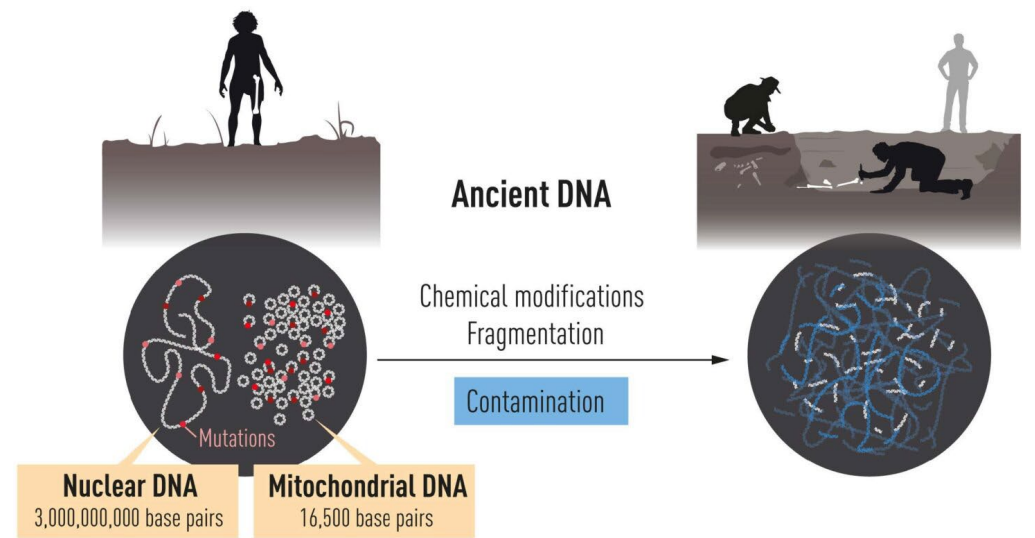 Ancient DNA
Chemical modifications
Fragmentation
Contamination
Mutations
Nuclear DNA
3,000,000,000 base pairs
Mitochondrial DNA
16,500 base pairs